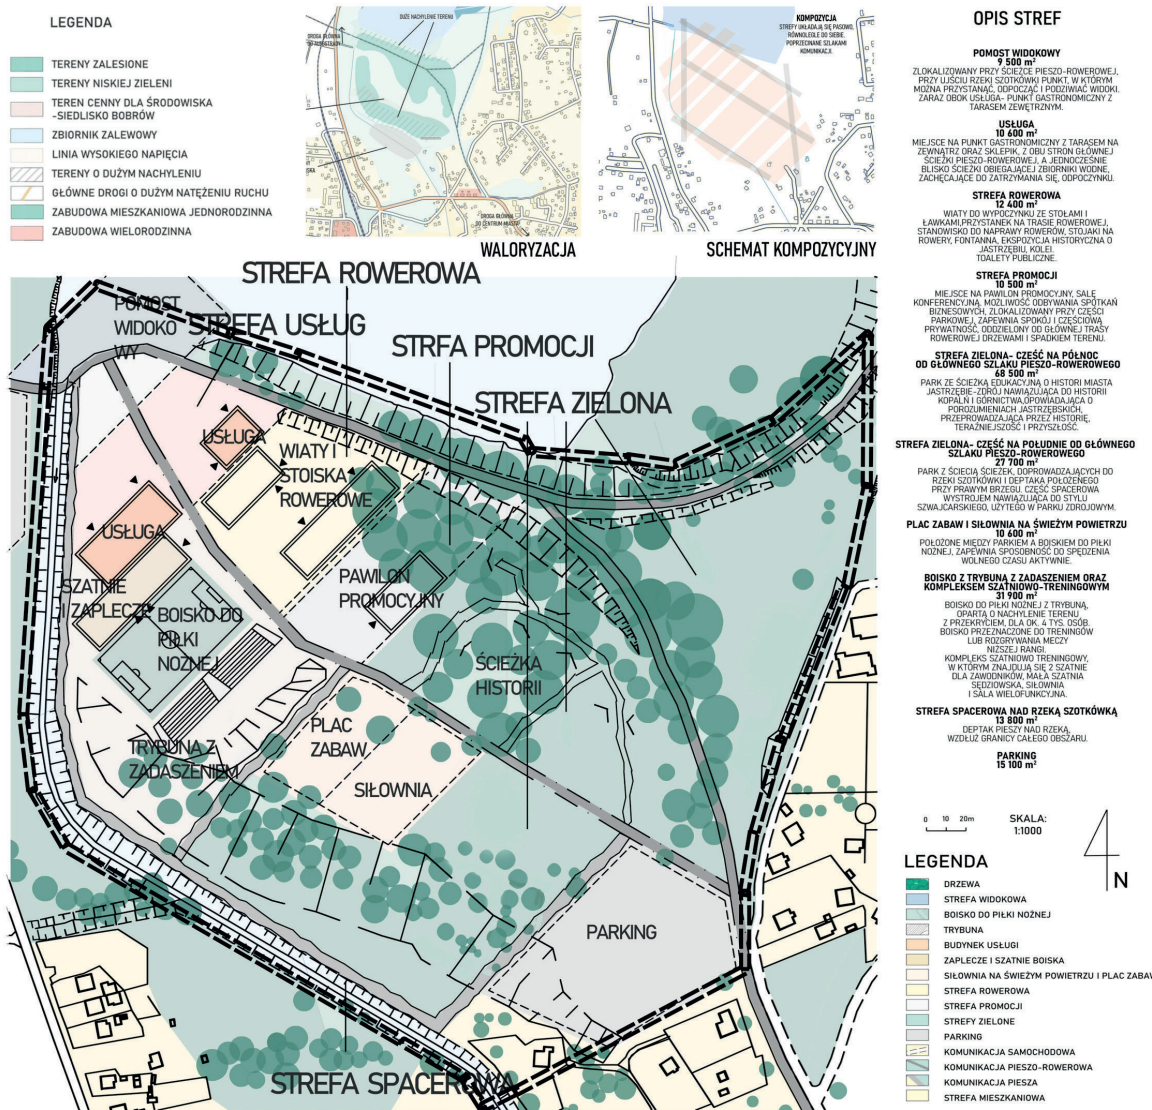 LEGENDA
TERENY ZALESIONE
TERENY NISKIEJ ZIELENI
TEREN CENNY DLA ŚRODOWISKA
-SIEDLISKO BOBRÓW
ZBIORNIK ZALEWOWY
LINIA WYSOKIEGO NAPIĘCIA
TERENY O DUŻYM NACHYLENIU
GŁÓWNE DROGI O DUŻYM NATĘŻENIU RUCHU
ZABUDOWA MIESZKANIOWA JEDNORODZINNA
ZABUDOWA WIELORODZINNA
DUŻE NACHYLENIE TERENU
DROGA GŁÓWNA
DO AUTOSTRADY
DROGA GŁÓWNA
DO CENTRUM MIASTA
WALORYZACJA
KOMPOZYCJA
STREFY UKŁADAJĄ SIĘ PASOWO,
RÓWNOLEGLE DO SIEBIE.
POPRZECINANE SZLAKAMI
KOMUNIKACJI.
SCHEMAT KOMPOZYCYJNY
STREFA ROWEROWA
POMOST
WIDOKO
WY
STREFA USŁUG
STRFA PROMOCJI
STREFA ZIELONA
USŁUGA
WIATY I
STOISKA
ROWEROWE
USŁUGA
SZATNIE
I ZAPLECZE
BOISKO DO
PIŁKI
NOŻNEJ
PAWILON
PROMOCYJNY
ŚCIEŻKA
HISTORII
PLAC
ZABAW
TRYBUNA Z
ZADASZENIEM
SIŁOWNIA
PARKING
STREFA SPACEROWA
OPIS STREF
POMOST WIDOKOWY
9 500 m²
ZLOKALIZOWANY PRZY ŚCIEŻCE PIESZO-ROWEROWEJ,
PRZY UJŚCIU RZEKI SZOTKÓWKI PUNKT, W KTÓRYM
MOŻNA PRZYSTANĄĆ, ODPOCZĄĆ I PODZIWIAĆ WIDOKI.
ZARAZ OBOK USŁUGA- PUNKT GASTRONOMICZNY Z
TARASEM ZEWĘTRZNYM.
USŁUGA
10 600 m²
MIEJSCE NA PUNKT GASTRONOMICZNY Z TARASEM NA
ZEWNĄTRZ ORAZ SKLEPIK, Z OBU STRON GŁÓWNEJ
ŚCIEŻKI PIESZO-ROWEROWEJ, A JEDNOCZEŚNIE
BLISKO ŚCIEŻKI OBIEGAJĄCEJ ZBIORNIKI WODNE,
ZACHĘCAJĄCE DO ZATRZYMANIA SIĘ, ODPOCZYNKU.
STREFA ROWEROWA
12 400 m²
WIATY DO WYPOCZYNKU ZE STOŁAMI I
ŁAWKAMI,PRZYSTANEK NA TRASIE ROWEROWEJ,
STANOWISKO DO NAPRAWY ROWERÓW, STOJAKI NA
ROWERY, FONTANNA, EKSPOZYCJA HISTORYCZNA O
JASTRZĘBIU, KOLEI.
TOALETY PUBLICZNE.
STREFA PROMOCJI
10 500 m²
MIEJSCE NA PAWILON PROMOCYJNY, SALĘ
KONFERENCYJNĄ. MOŻLIWOŚĆ ODBYWANIA SPOTKAŃ
BIZNESOWYCH, ZLOKALIZOWANY PRZY CZĘŚCI
PARKOWEJ, ZAPEWNIA SPOKÓJ I CZĘŚCIOWĄ
PRYWATNOŚĆ, ODDZIELONY OD GŁÓWNEJ TRASY
ROWEROWEJ DRZEWAMI I SPADKIEM TERENU.
STREFA ZIELONA- CZĘŚĆ NA PÓŁNOC
OD GŁÓWNEGO SZLAKU PIESZO-ROWEROWEGO
68 500 m²
PARK ZE ŚCIEŻKĄ EDUKACYJNĄ O HISTORI MIASTA
JASTRZĘBIE-ZDRÓJ NAWIĄZUJĄCA DO HISTORII
KOPALŃ I GÓRNICTWA,OPOWIADAJĄCA O
POROZUMIENIACH JASTRZĘBSKICH,
PRZEPROWADZAJĄCA PRZEZ HISTORIĘ,
TERAŹNIEJSZOŚĆ I PRZYSZŁOŚĆ.
STREFA ZIELONA- CZĘŚĆ NA POŁUDNIE OD GŁÓWNEGO
SZLAKU PIESZO-ROWEROWEGO
27 700 m²
PARK Z ŚCIECIĄ ŚCIEŻEK, DOPROWADZAJĄCYCH DO
RZEKI SZOTKÓWKI I DEPTAKA POŁOŻENEGO
PRZY PRAWYM BRZEGU. CZĘŚĆ SPACEROWA
WYSTROJEM NAWIĄZUJĄCA DO STYLU
SZWAJCARSKIEGO, UŻYTEGO W PARKU ZDROJOWYM.
PLAC ZABAW I SIŁOWNIA NA ŚWIEŻYM POWIETRZU
10 600 m²
POŁOŻONE MIĘDZY PARKIEM A BOISKIEM DO PIŁKI
NOŻNEJ, ZAPEWNIA SPOSOBNOŚĆ DO SPĘDZENIA
WOLNEGO CZASU AKTYWNIE.
BOISKO Z TRYBUNĄ Z ZADASZENIEM ORAZ
KOMPLEKSEM SZATNIOWO-TRENINGOWYM
31 900 m²
BOISKO DO PIŁKI NOŻNEJ Z TRYBUNĄ,
OPARTĄ O NACHYLENIE TERENU
Z PRZEKRYCIEM, DLA OK. 4 TYS. OSÓB.
BOISKO PRZEZNACZONE DO TRENINGÓW
LUB ROZGRYWANIA MECZY
NIŻSZEJ RANGI.
KOMPLEKS SZATNIOWO TRENINGOWY,
W KTÓRYM ZNAJDUJĄ SIĘ 2 SZATNIE
DLA ZAWODNIKÓW, MAŁA SZATNIA
SĘDZIOWSKA, SIŁOWNIA
I SALA WIELOFUNKCYJNA.
STREFA SPACEROWA NAD RZEKĄ SZOTKÓWKĄ
13 800 m²
DEPTAK PIESZY NAD RZEKĄ,
WZDŁUŻ GRANICY CAŁEGO OBSZARU.
PARKING
15 100 m²
0 10 20m
SKALA:
1:1000
N
LEGENDA
DRZEWA
STREFA WIDOKOWA
BOISKO DO PIŁKI NOŻNEJ
TRYBUNA
BUDYNEK USŁUGI
ZAPLECZE I SZATNIE BOISKA
SIŁOWNIA NA ŚWIEŻYM POWIETRZU I PLAC ZABAW
STREFA ROWEROWA
STREFA PROMOCJI
STREFY ZIELONE
PARKING
KOMUNIKACJA SAMOCHODOWA
KOMUNIKACJA PIESZO-ROWEROWA
KOMUNIKACJA PIESZA
STREFA MIESZKANIOWA